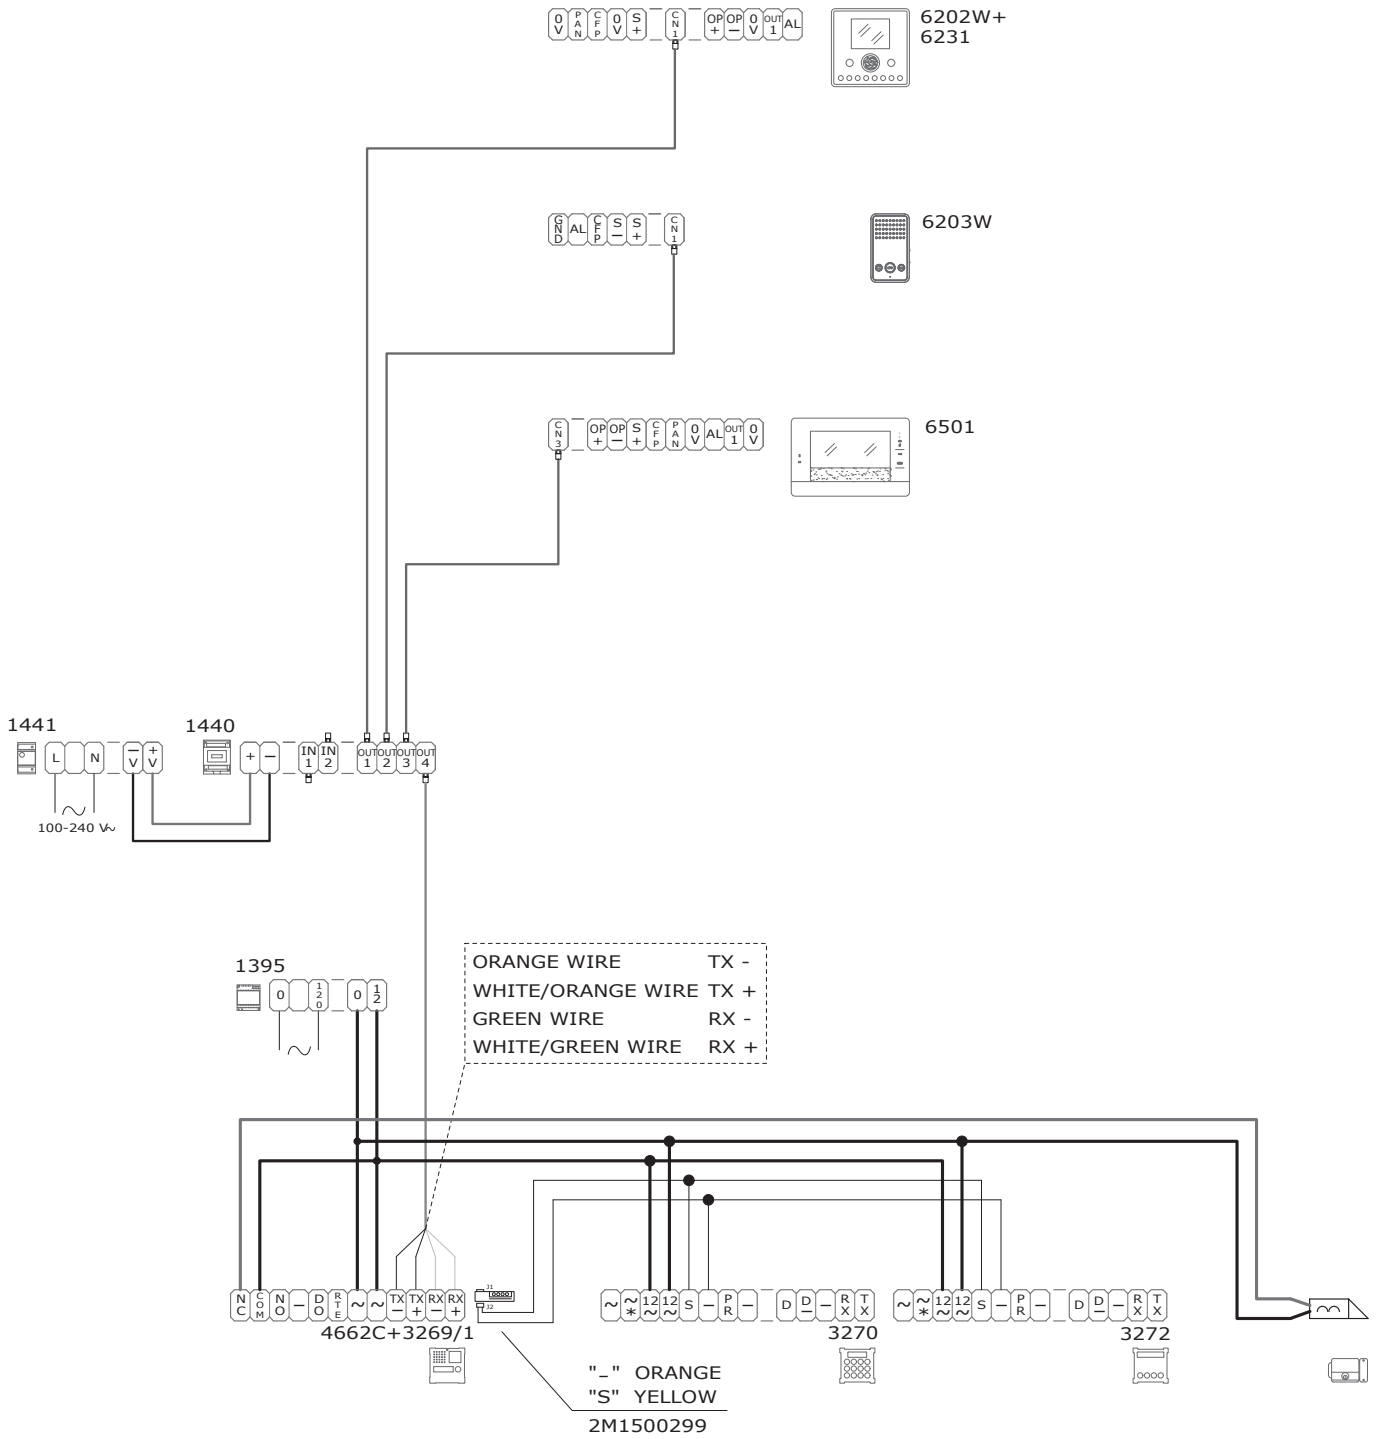 0V PAN CFP 0V S+ CN1 OP+ OP− 0V OUT1 AL
6202W+
6231
GND AL CFP S− S+ CN1
6203W
CN3 OP+ OP− S+ CFP PAN 0V AL OUT1 0V
6501
1441
L N −V +V
100-240 V~
1440
+ − IN1 IN2 OUT1 OUT2 OUT3 OUT4
1395
0 120 0 12
~
ORANGE WIRE TX -
WHITE/ORANGE WIRE TX +
GREEN WIRE RX -
WHITE/GREEN WIRE RX +
NC COM NO − DO RTE ~ ~ TX− TX+ RX− RX+
J1
J2
4662C+3269/1
~ ~* 12~ 12~ S − PR − D D− − RX TX
3270
~ ~* 12~ 12~ S − PR − D D− − RX TX
3272
"-" ORANGE
"S" YELLOW
2M1500299